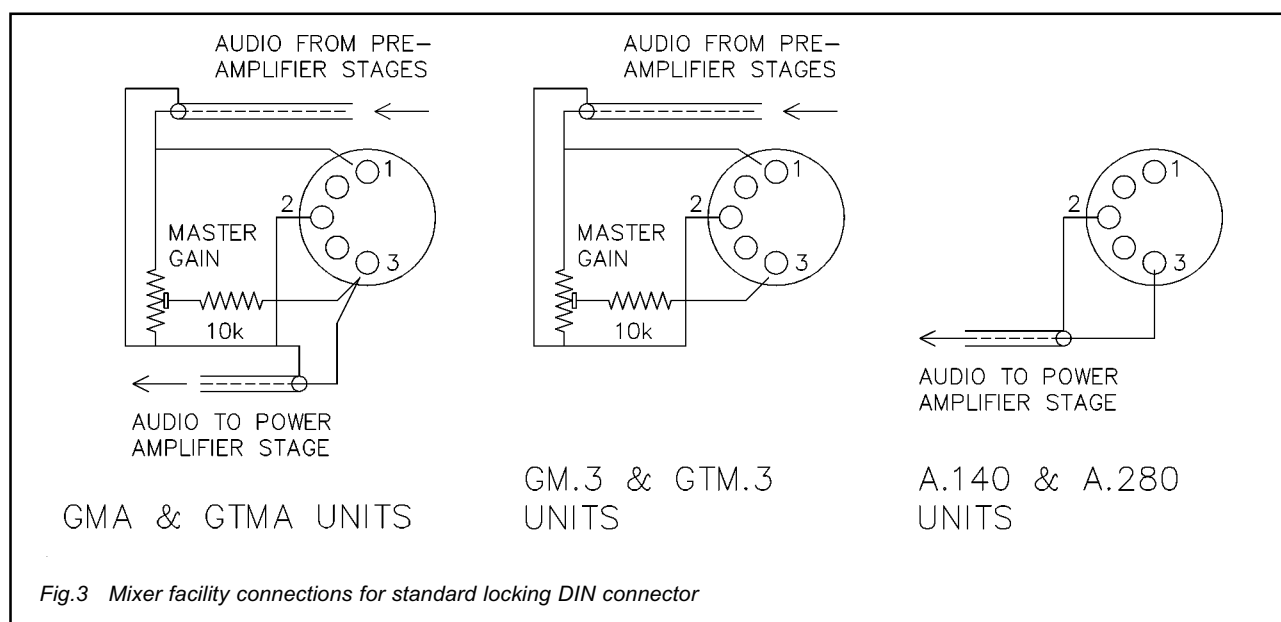 AUDIO FROM PRE-
AMPLIFIER STAGES
1
2
MASTER
GAIN
3
10k
AUDIO TO POWER
AMPLIFIER STAGE
GMA & GTMA UNITS
AUDIO FROM PRE-
AMPLIFIER STAGES
1
2
MASTER
GAIN
3
10k
GM.3 & GTM.3
UNITS
1
2
3
AUDIO TO POWER
AMPLIFIER STAGE
A.140 & A.280
UNITS
Fig.3 Mixer facility connections for standard locking DIN connector